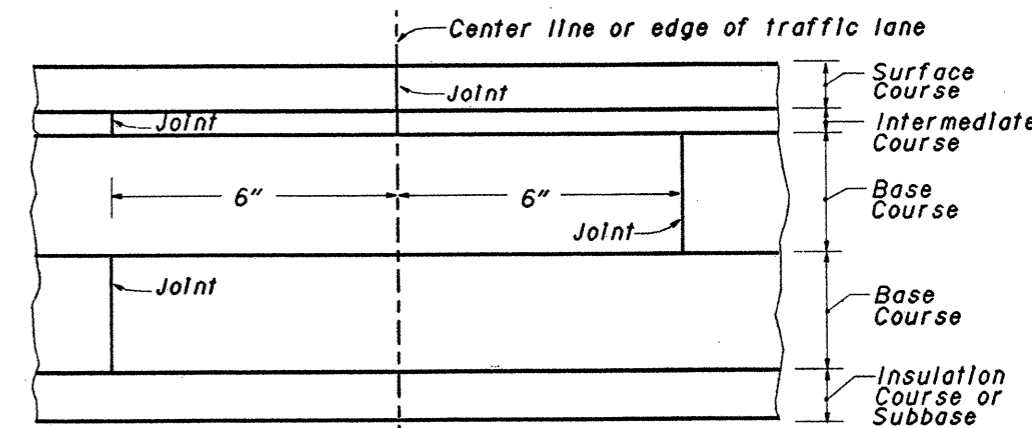 Center line or edge of traffic lane
Surface
Course
Joint
Joint
Intermediate
Course
6"
6"
Base
Course
Joint
Joint
Base
Course
Insulation
Course or
Subbase